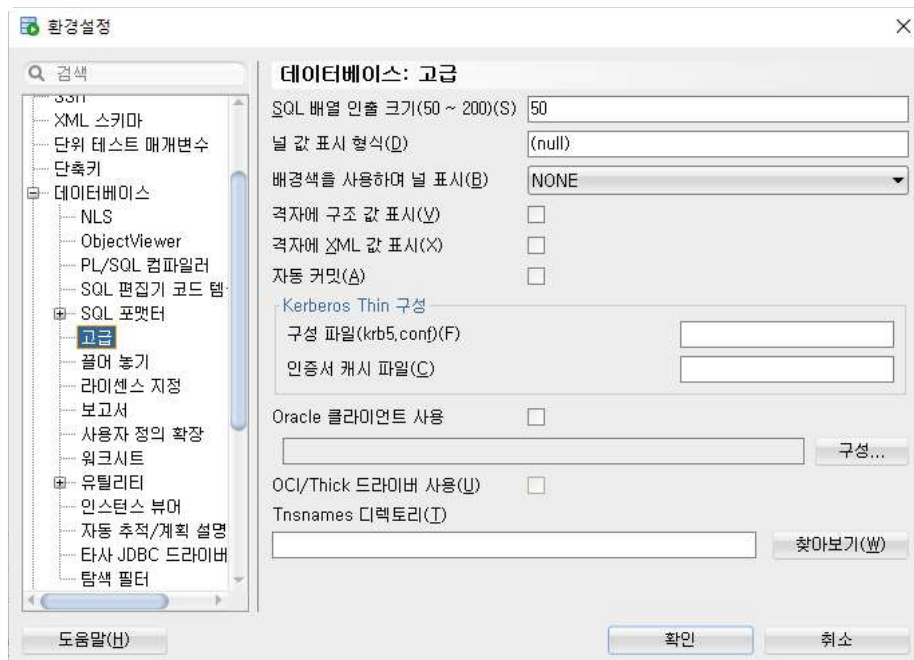 환경설정
검색
데이터베이스: 고급
XML 스키마
단위 테스트 매개변수
단축키
데이터베이스
NLS
ObjectViewer
PL/SQL 컴파일러
SQL 편집기 코드 템
SQL 포맷터
고급
끌어 놓기
라이센스 지정
보고서
사용자 정의 확장
워크시트
유틸리티
인스턴스 뷰어
자동 추적/계획 설명
타사 JDBC 드라이버
탐색 필터
SQL 배열 인출 크기(50 ~ 200)(S) 50
널 값 표시 형식(D) (null)
배경색을 사용하여 널 표시(B) NONE
격자에 구조 값 표시(V)
격자에 XML 값 표시(X)
자동 커밋(A)
Kerberos Thin 구성
구성 파일(krb5.conf)(F)
인증서 캐시 파일(C)
Oracle 클라이언트 사용
구성...
OCI/Thick 드라이버 사용(U)
Tnsnames 디렉토리(T)
찾아보기(W)
도움말(H) 확인 취소